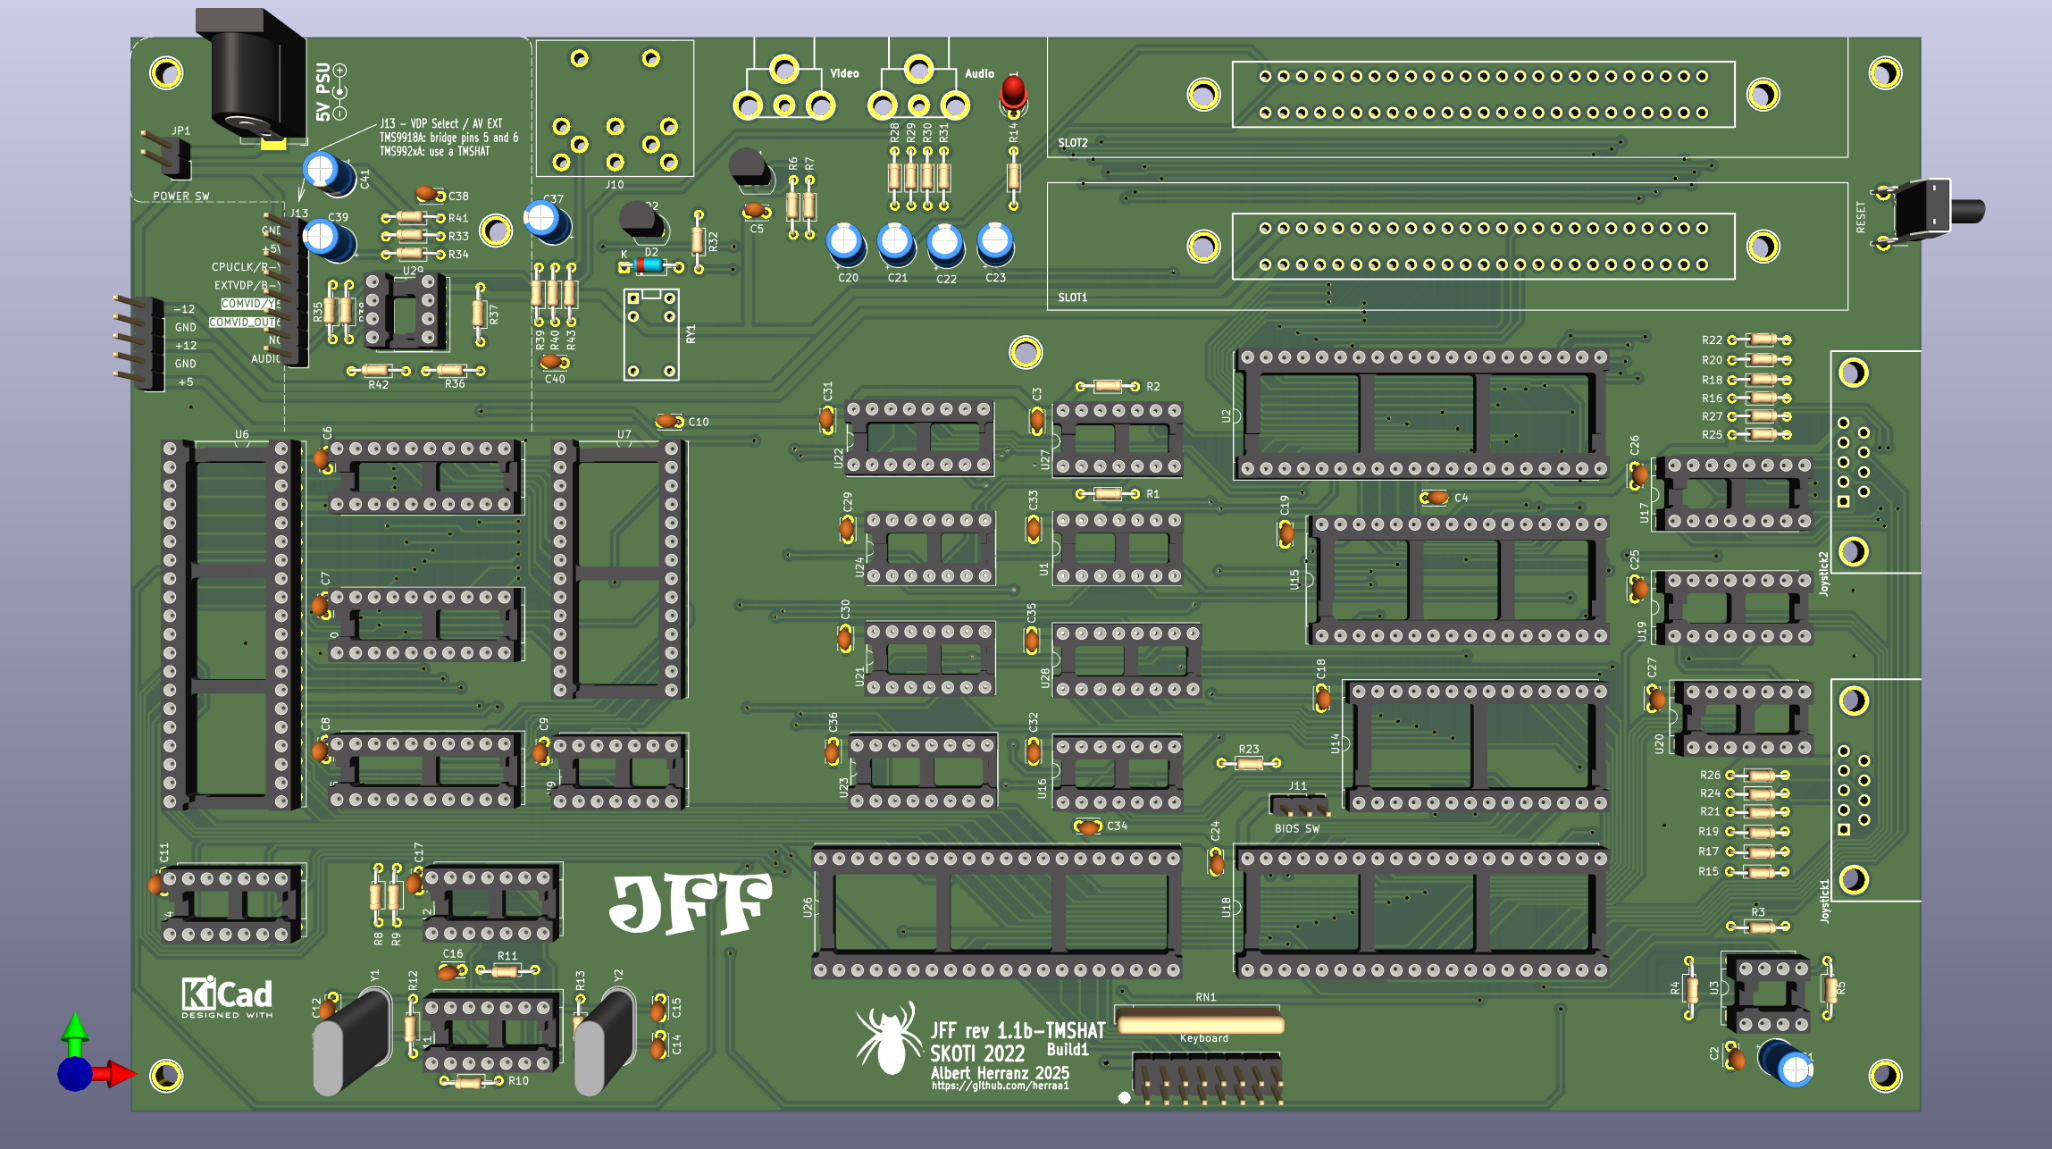 5V PSU
JP1
POWER SW
J13 - VDP Select / AV EXT
TMS9918A: bridge pins 5 and 6
TMS992xA: use a TMSHAT
C41
C38
J13
C39
R41
R33
R34
CPUCLK/R-Y
EXTVDP/B-Y
COMVID/Y
COMVID_OUT
AUDIO
-12
GND
+12
GND
+5
U29
R35
R37
R42
R36
J10
C37
D2
K
R32
R39
R40
R43
C40
RY1
Video
Audio
C5
R6
R7
R28
R29
R30
R31
R14
C20
C21
C22
C23
SLOT2
SLOT1
RESET
C10
C31
C3
R2
U2
U22
U27
R22
R20
R18
R16
R27
R25
U6
C6
U7
C29
C33
R1
C4
C19
C26
U17
Joystick2
U24
U1
U15
C7
C30
C35
C25
U19
U21
U28
C18
C27
C8
C9
C36
C32
R23
U14
U20
U23
U16
J11
BIOS SW
R26
R24
R21
R19
R17
R15
C34
C24
C11
C17
R8
R9
JFF
U26
U18
Joystick1
R3
C16
R11
KiCad
DESIGNED WITH
C12
Y1
R12
R13
Y2
C15
C14
R10
JFF rev 1.1b-TMSHAT
SKOTI 2022
Build1
Albert Herranz 2025
https://github.com/herraa1
RN1
Keyboard
R4
U3
R5
C2